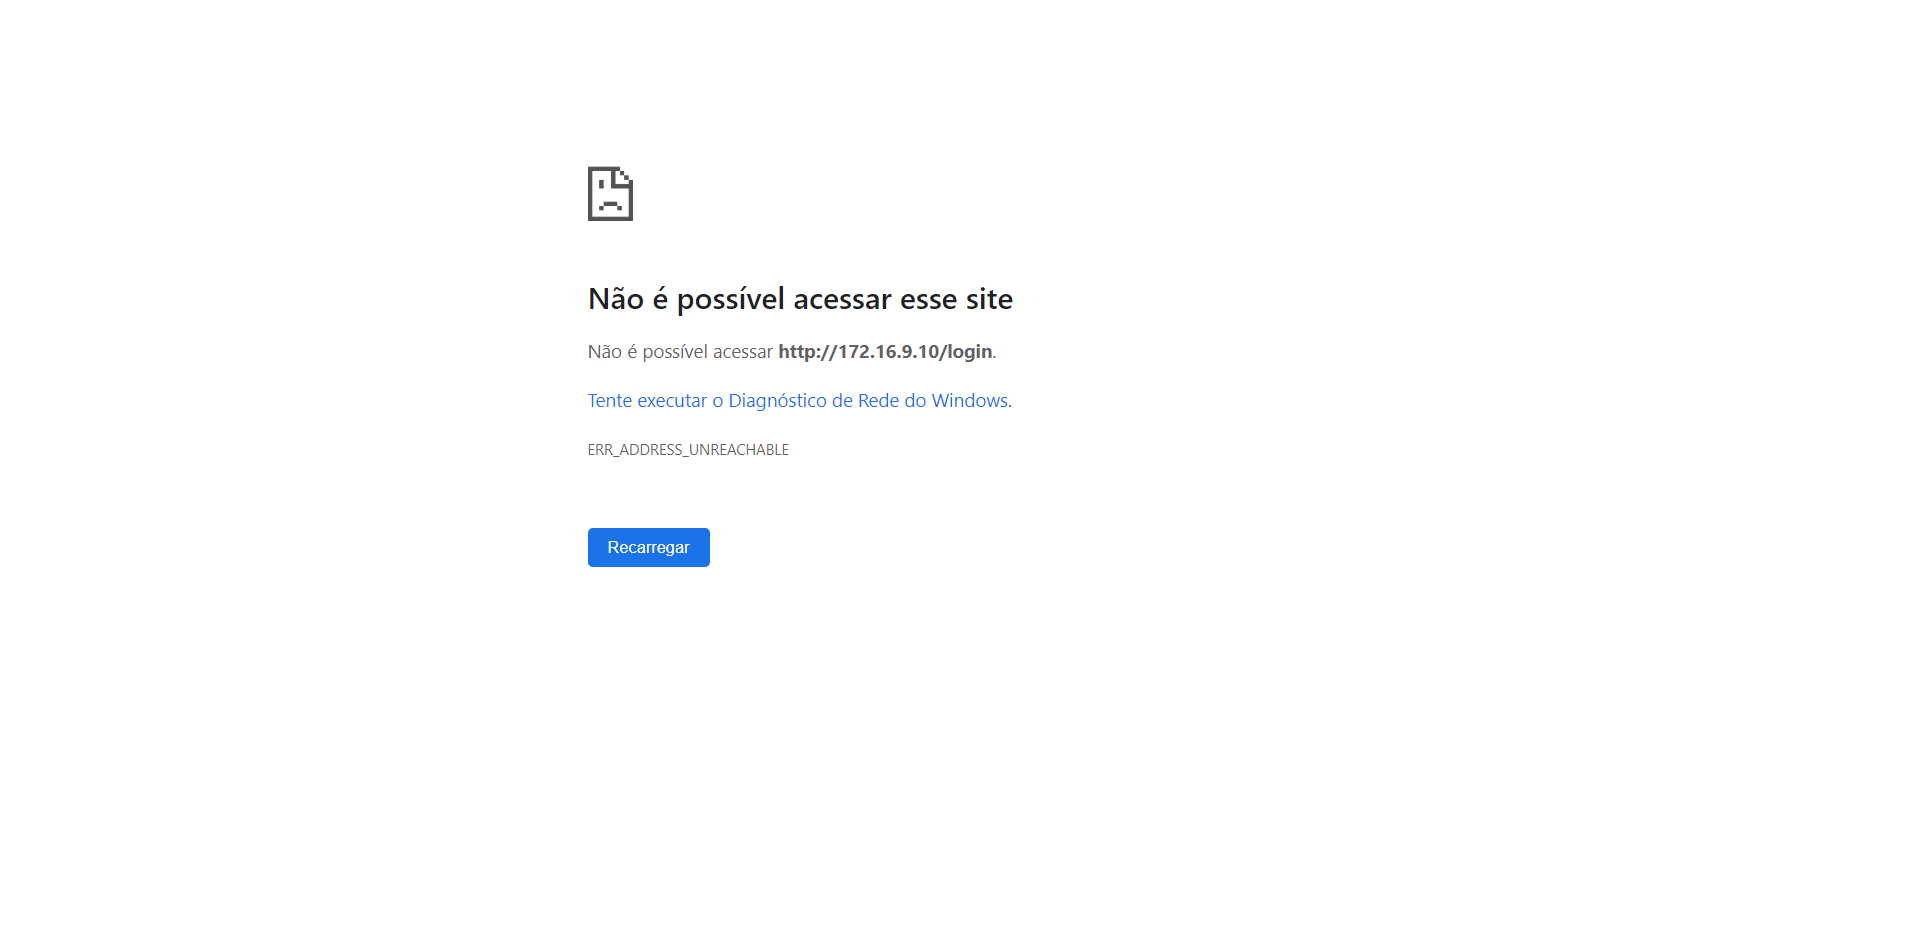 Não é possível acessar esse site
Não é possível acessar http://172.16.9.10/login.
Tente executar o Diagnóstico de Rede do Windows.
ERR_ADDRESS_UNREACHABLE
Recarregar